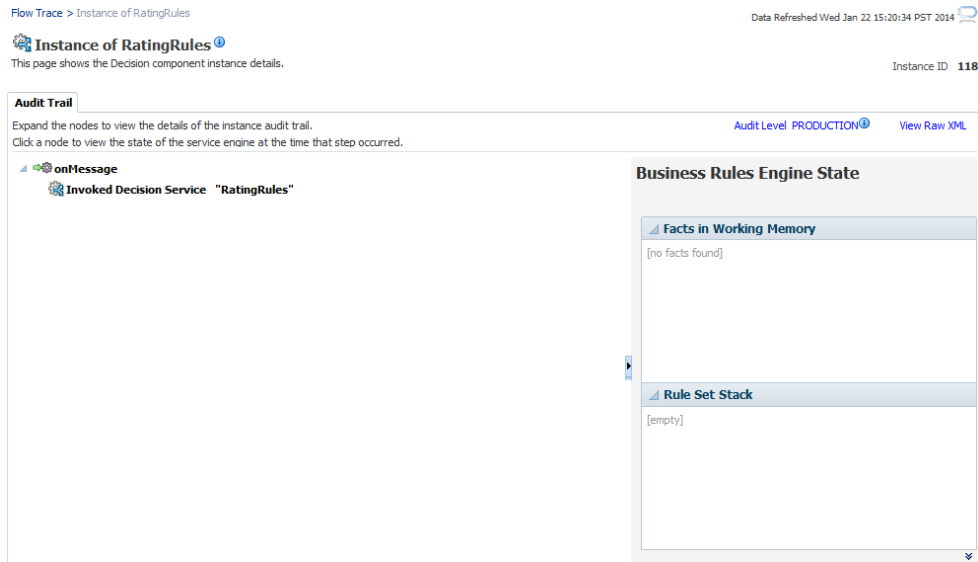 Flow Trace > Instance of RatingRules
Data Refreshed Wed Jan 22 15:20:34 PST 2014
Instance of RatingRules
This page shows the Decision component instance details.
Instance ID 118
Audit Trail
Expand the nodes to view the details of the instance audit trail.
Audit Level PRODUCTION View Raw XML
Click a node to view the state of the service engine at the time that step occurred.
onMessage
Invoked Decision Service "RatingRules"
Business Rules Engine State
Facts in Working Memory
[no facts found]
Rule Set Stack
[empty]